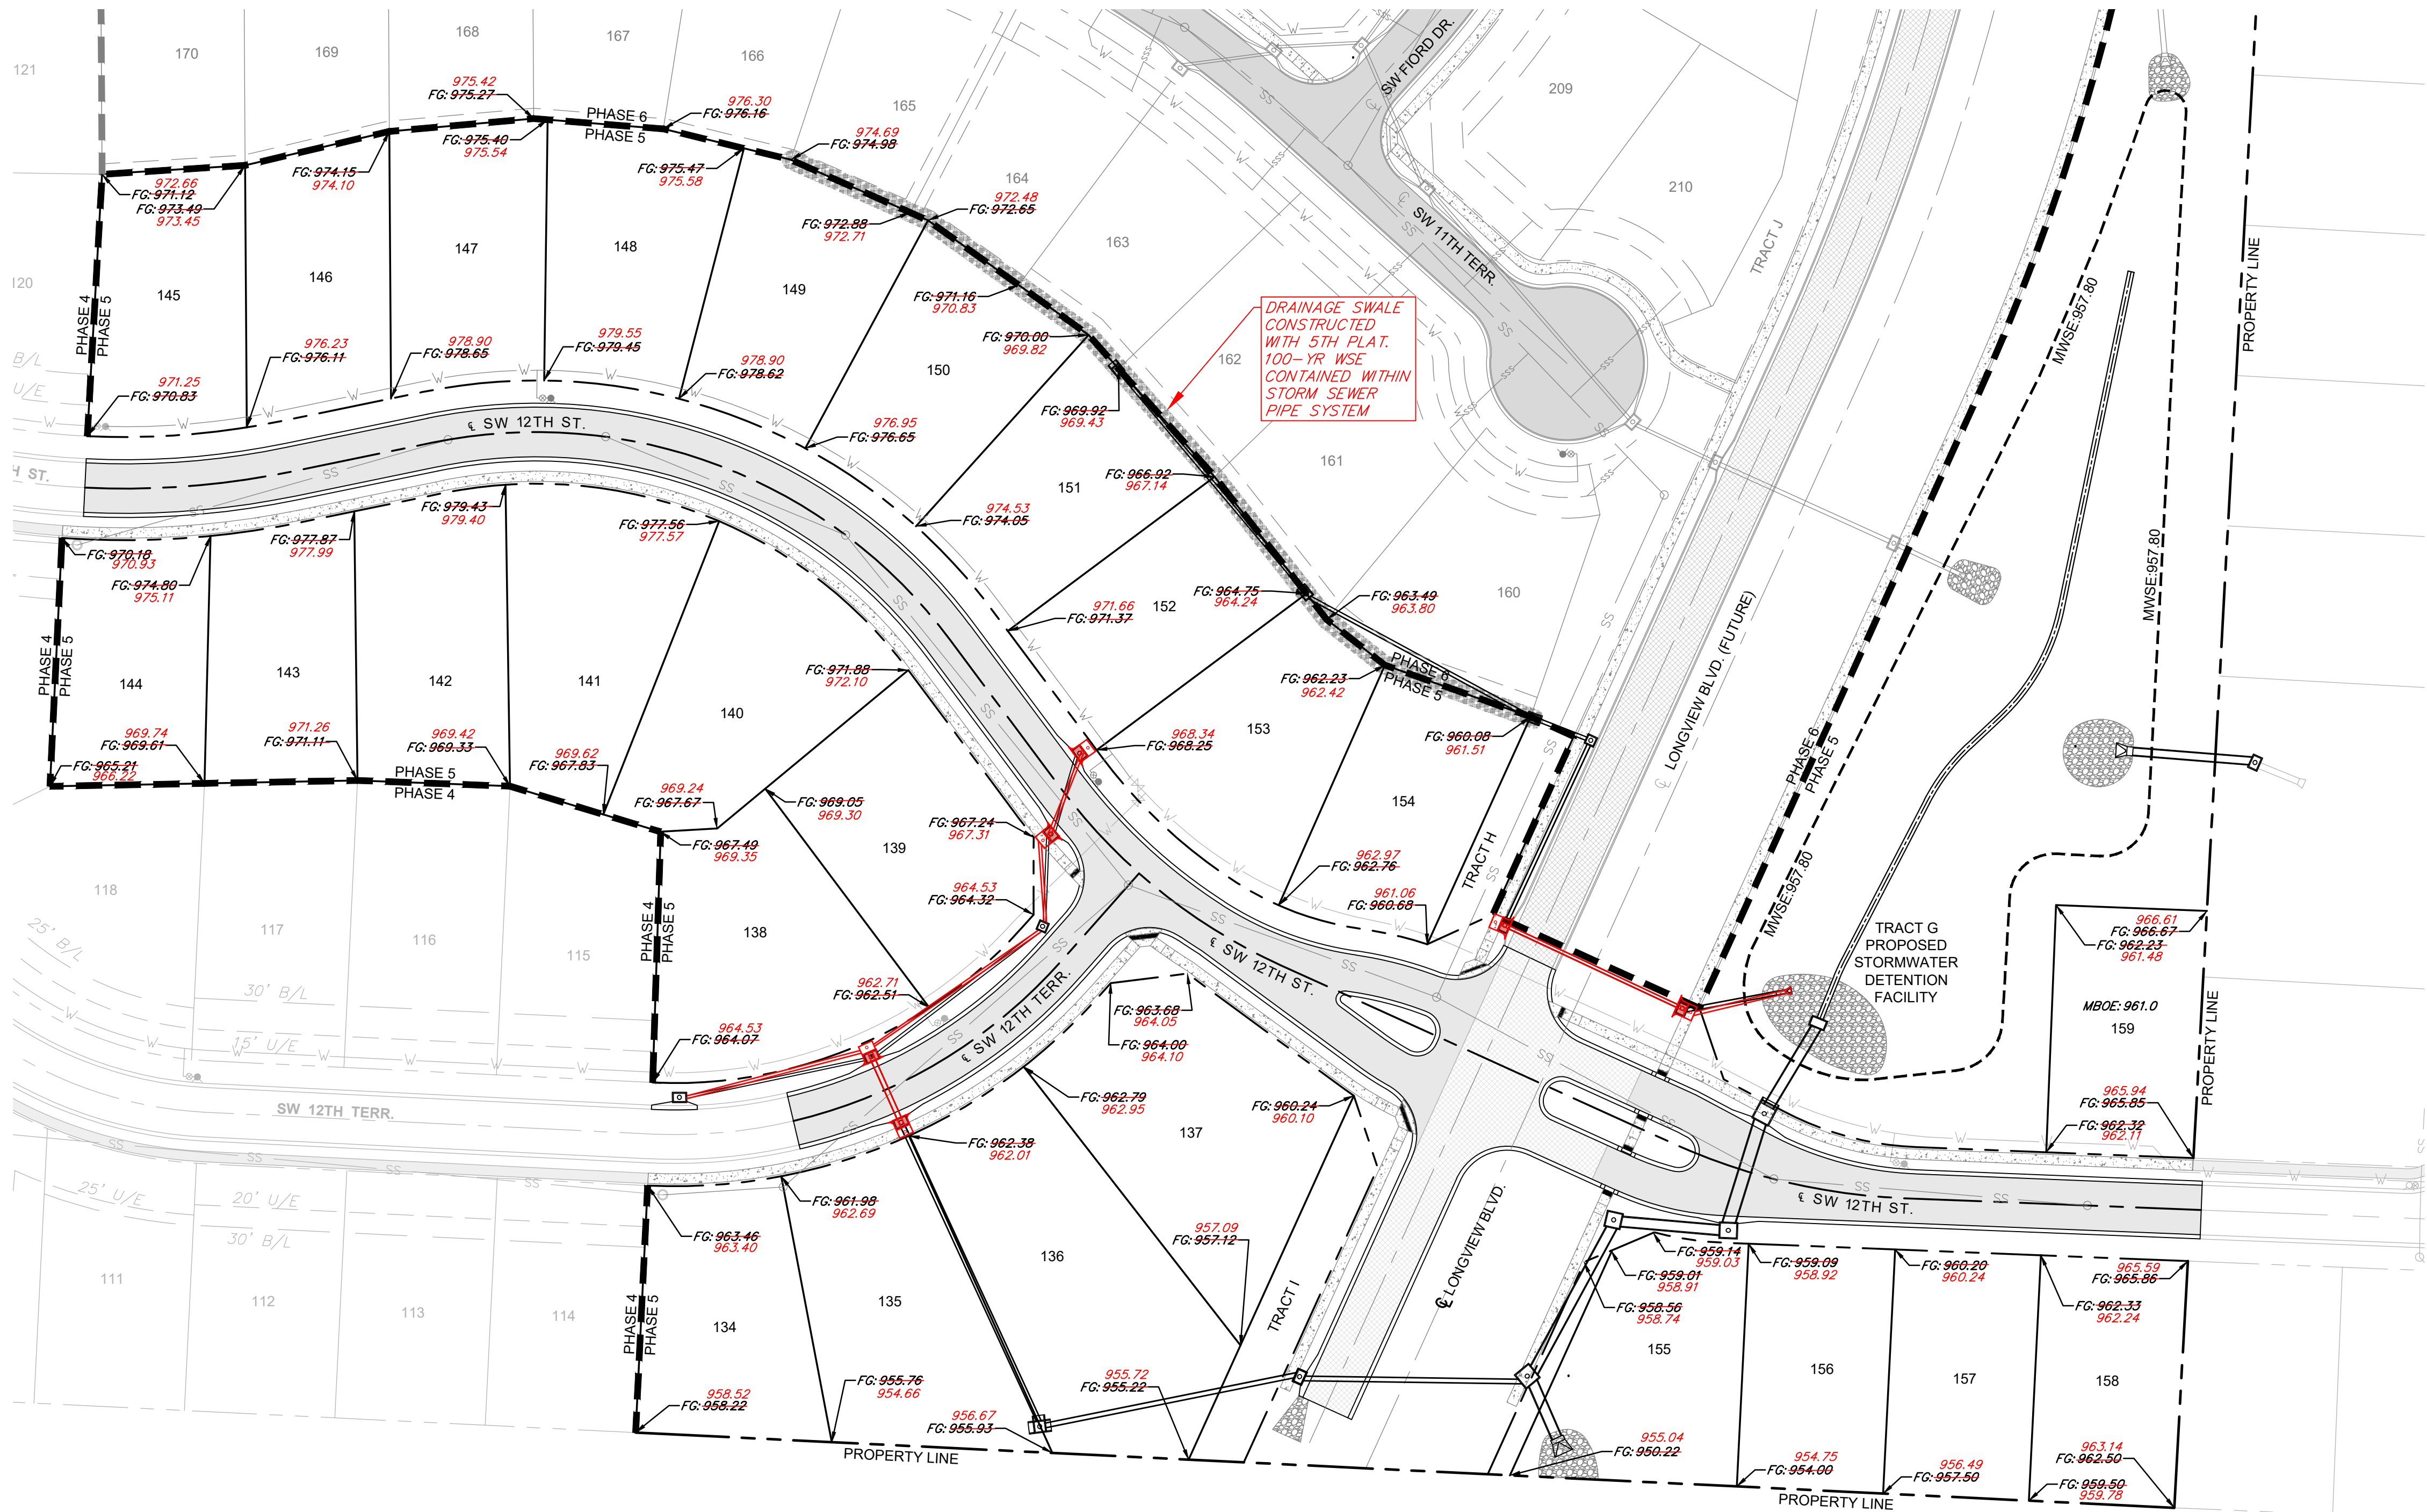 170
169
168
167
166
121
165
975.42
FG: 975.27
PHASE 6
PHASE 5
976.30
FG: 976.16
974.69
FG: 974.98
FG: 975.40
975.54
FG: 974.15
974.10
FG: 975.47
975.58
972.66
FG: 971.12
FG: 973.49
973.45
164
972.48
FG: 972.65
FG: 972.88
972.71
SW FIORD DR.
209
210
TRACT J
SW 11TH TERR.
163
162
161
160
120
145
146
147
148
149
150
151
152
153
154
PHASE 4
PHASE 5
971.25
FG: 970.83
976.23
FG: 976.11
978.90
FG: 978.65
979.55
FG: 979.45
978.90
FG: 978.62
976.95
FG: 976.65
974.53
FG: 974.05
FG: 971.16
970.83
FG: 970.00
969.82
FG: 969.92
969.43
FG: 966.92
967.14
DRAINAGE SWALE
CONSTRUCTED
WITH 5TH PLAT.
100-YR WSE
CONTAINED WITHIN
STORM SEWER
PIPE SYSTEM
B/L
U/E
H ST.
℄ SW 12TH ST.
MWSE:957.80
MWSE:957.80
MWSE:957.80
PROPERTY LINE
FG: 970.18
970.93
FG: 974.80
975.11
FG: 977.87
977.99
FG: 979.43
979.40
FG: 977.56
977.57
FG: 971.88
972.10
971.66
FG: 971.37
FG: 964.75
964.24
FG: 963.49
963.80
FG: 962.23
962.42
PHASE 6
PHASE 5
FG: 960.08
961.51
968.34
FG: 968.25
LONGVIEW BLVD. (FUTURE)
PHASE 6
PHASE 5
PHASE 4
PHASE 5
144
143
142
141
140
139
138
969.74
FG: 969.61
FG: 965.21
966.22
971.26
FG: 971.11
969.42
FG: 969.33
PHASE 5
PHASE 4
969.62
FG: 967.83
969.24
FG: 967.67
FG: 967.49
969.35
FG: 969.05
969.30
FG: 967.24
967.31
964.53
FG: 964.32
962.71
FG: 962.51
964.53
FG: 964.07
PHASE 4
PHASE 5
118
117
116
115
25' B/L
30' B/L
15' U/E
SW 12TH TERR.
℄ SW 12TH TERR.
℄ SW 12TH ST.
962.97
FG: 962.76
961.06
FG: 960.68
TRACT H
TRACT G
PROPOSED
STORMWATER
DETENTION
FACILITY
966.61
FG: 966.67
FG: 962.23
961.48
MBOE: 961.0
159
965.94
FG: 965.85
FG: 962.32
962.11
PROPERTY LINE
25' U/E
20' U/E
30' B/L
111
112
113
114
134
135
136
137
FG: 963.68
964.05
FG: 964.00
964.10
FG: 962.79
962.95
FG: 962.38
962.01
FG: 960.24
960.10
FG: 961.98
962.69
FG: 963.46
963.40
957.09
FG: 957.12
PHASE 4
PHASE 5
958.52
FG: 958.22
FG: 955.76
954.66
956.67
FG: 955.93
955.72
FG: 955.22
TRACT I
℄ LONGVIEW BLVD.
℄ SW 12TH ST.
FG: 959.14
959.03
FG: 959.01
958.91
FG: 958.56
958.74
FG: 959.09
958.92
FG: 960.20
960.24
965.59
FG: 965.86
FG: 962.33
962.24
155
156
157
158
955.04
FG: 950.22
954.75
FG: 954.00
956.49
FG: 957.50
963.14
FG: 962.50
FG: 959.50
959.78
PROPERTY LINE
PROPERTY LINE